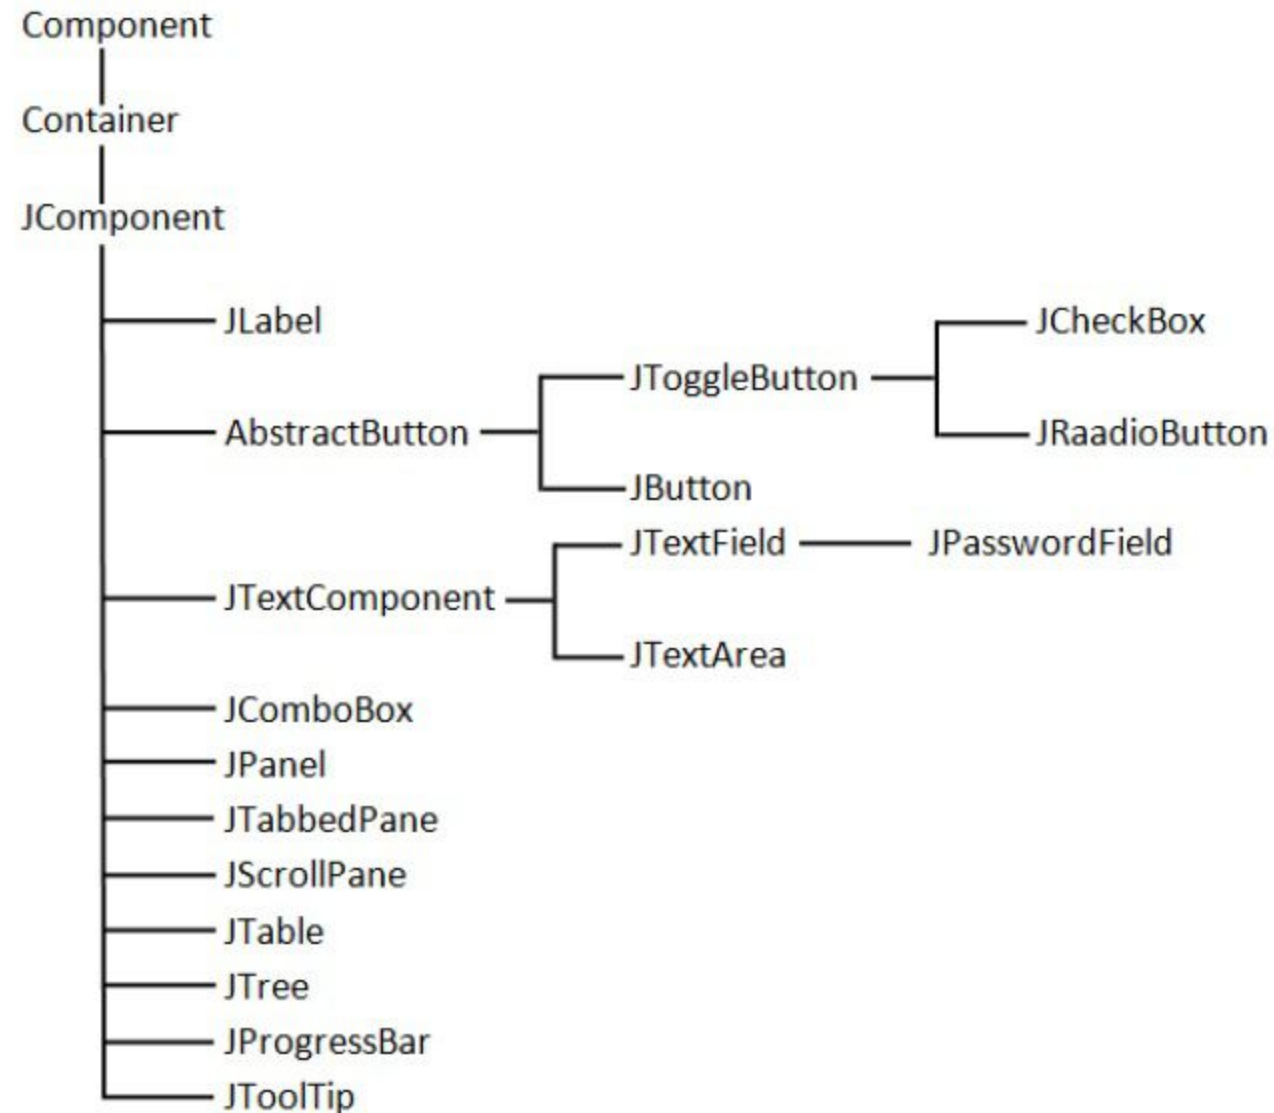 Component
Container
JComponent
JLabel
JCheckBox
JToggleButton
AbstractButton
JRaadioButton
JButton
JTextField
JPasswordField
JTextComponent
JTextArea
JComboBox
JPanel
JTabbedPane
JScrollPane
JTable
JTree
JProgressBar
JToolTip